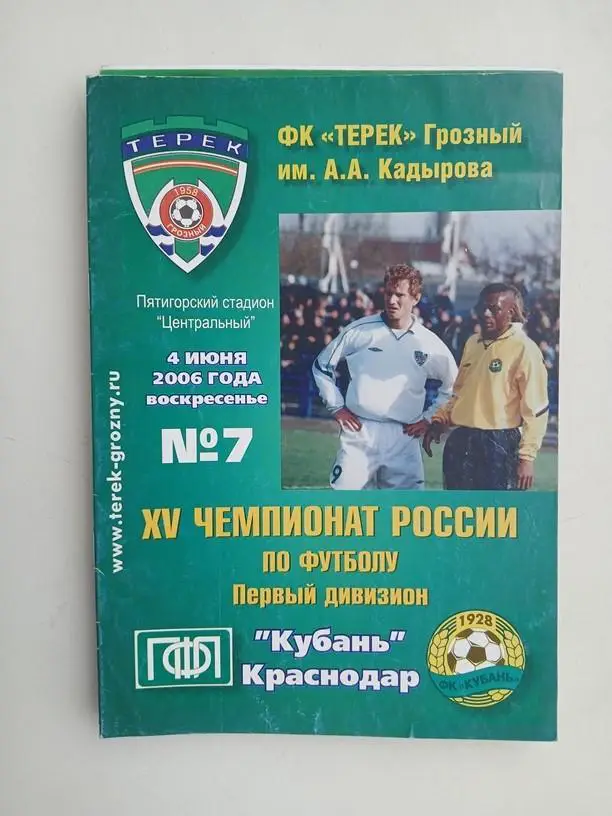 ТЕРЕК
1958
ГРОЗНЫЙ
ФК «ТЕРЕК» Грозный
им. А.А. Кадырова
Пятигорский стадион
"Центральный"
4 ИЮНЯ
2006 ГОДА
воскресенье
№7
www.terek-grozny.ru
9
XV ЧЕМПИОНАТ РОССИИ
ПО ФУТБОЛУ
Первый дивизион
ПФЛ
"Кубань"
Краснодар
1928
ФК «КУБАНЬ»